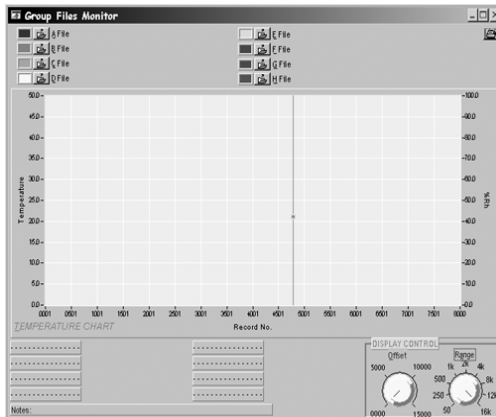 Group Files Monitor
A File
E File
B File
F File
C File
G File
D File
H File
50.0-
-100.0
45.0-
-90.0
40.0-
-80.0
35.0-
-70.0
30.0-
-60.0
25.0-
-50.0
20.0-
-40.0
15.0-
-30.0
10.0-
-20.0
5.0-
-10.0
0.0-
-0.0
Temperature
%Rh
0001 501 1001 1501 2001 2501 3001 3501 4001 4501 5001 5501 6001 6501 7001 7501 8000
TEMPERATURE CHART
Record No.
DISPLAY CONTROL
Offset
5000
10000
0000
15000
Range
2k
1k
4k
500
8k
250
12k
50
16k
Notes: